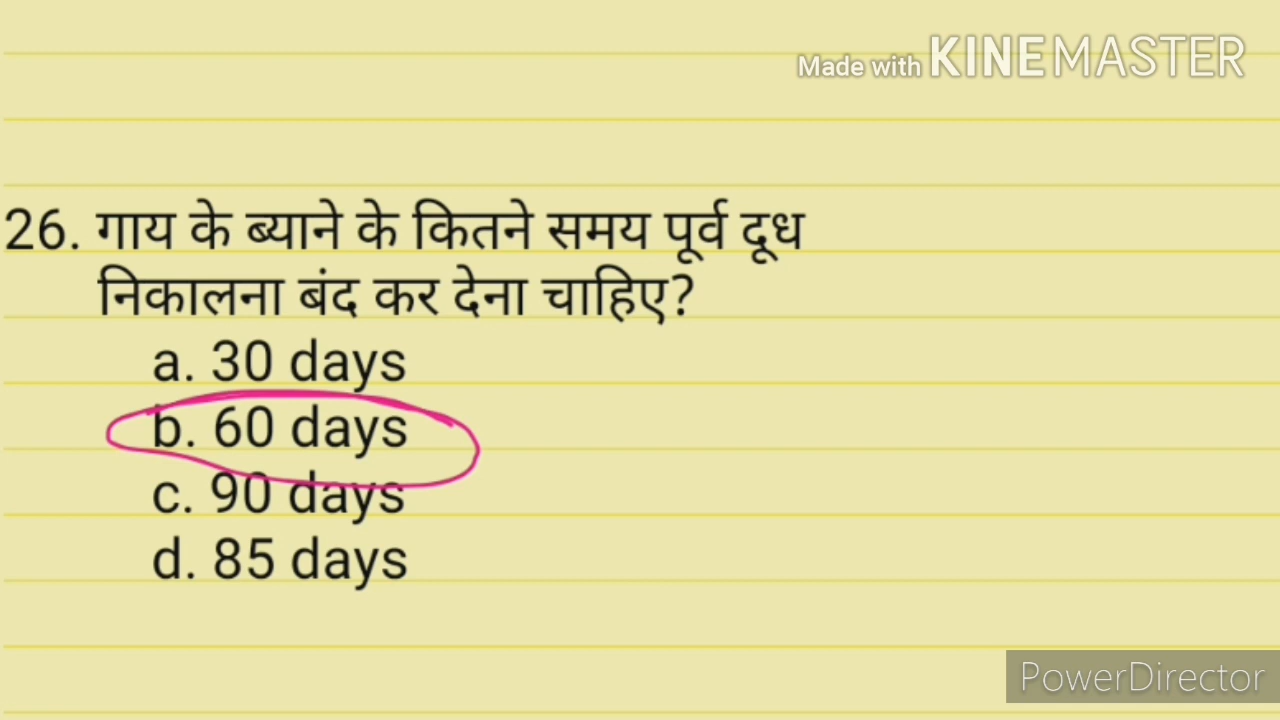 Made with KINEMASTER
26. गाय के ब्याने के कितने समय पूर्व दूध
निकालना बंद कर देना चाहिए?
a. 30 days
b. 60 days
c. 90 days
d. 85 days
PowerDirector